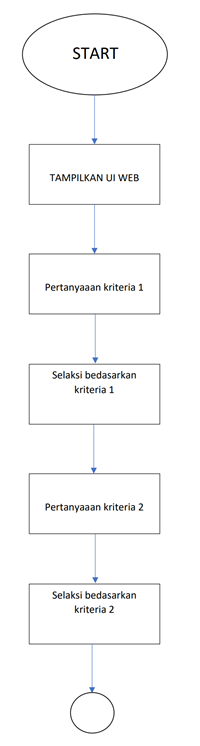 START
TAMPILKAN UI WEB
Pertanyaaan kriteria 1
Selaksi bedasarkan
kriteria 1
Pertanyaaan kriteria 2
Selaksi bedasarkan
kriteria 2